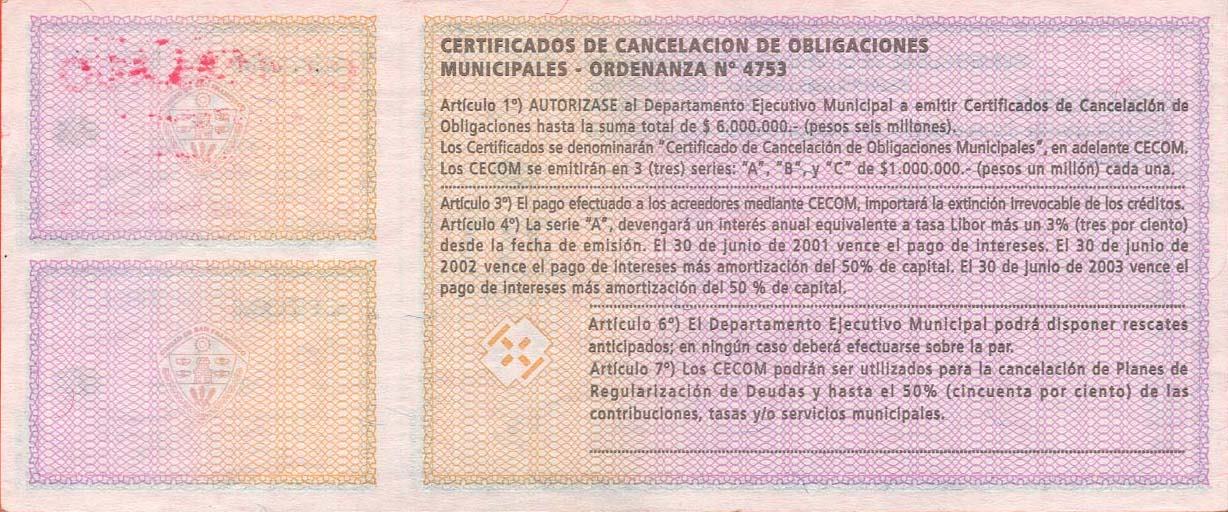 CERTIFICADOS DE CANCELACION DE OBLIGACIONES
MUNICIPALES - ORDENANZA N° 4753
Artículo 1º) AUTORIZASE al Departamento Ejecutivo Municipal a emitir Certificados de Cancelación de
Obligaciones hasta la suma total de $ 6.000.000.- (pesos seis millones).
Los Certificados se denominarán "Certificado de Cancelación de Obligaciones Municipales", en adelante CECOM.
Los CECOM se emitirán en 3 (tres) series: "A", "B", y "C" de $1.000.000.- (pesos un millón) cada una.
Artículo 3º) El pago efectuado a los acreedores mediante CECOM, importará la extinción irrevocable de los créditos.
Artículo 4º) La serie "A", devengará un interés anual equivalente a tasa Libor más un 3% (tres por ciento)
desde la fecha de emisión. El 30 de junio de 2001 vence el pago de intereses. El 30 de junio de
2002 vence el pago de intereses más amortización del 50% de capital. El 30 de junio de 2003 vence el
pago de intereses más amortización del 50 % de capital.
Artículo 6º) El Departamento Ejecutivo Municipal podrá disponer rescates
anticipados; en ningún caso deberá efectuarse sobre la par.
Artículo 7º) Los CECOM podrán ser utilizados para la cancelación de Planes de
Regularización de Deudas y hasta el 50% (cincuenta por ciento) de las
contribuciones, tasas y/o servicios municipales.